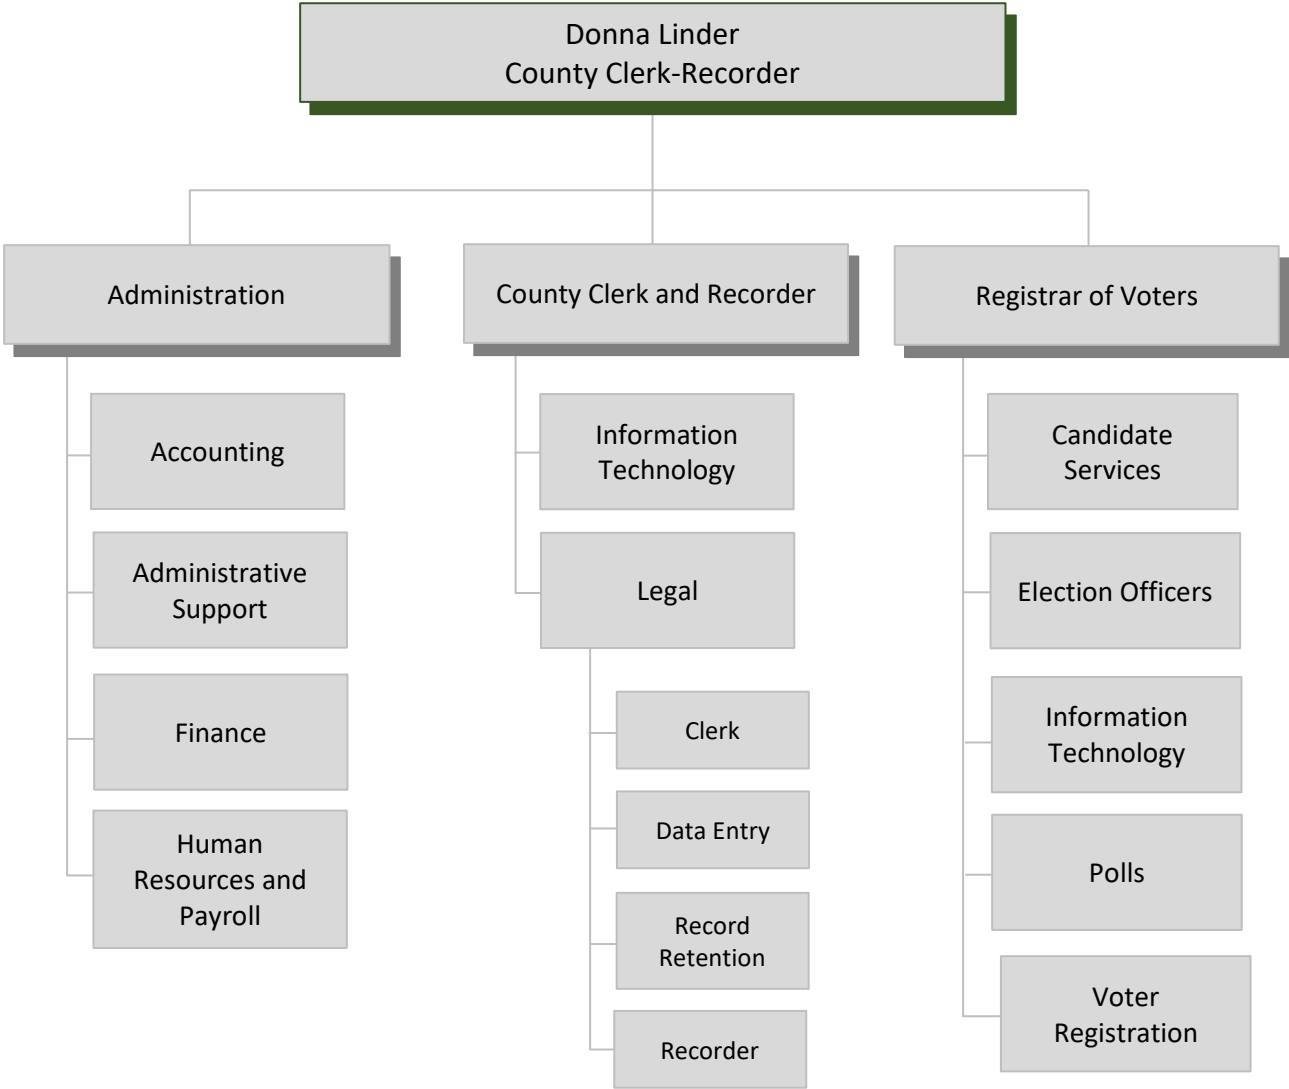 Donna Linder
County Clerk-Recorder
Administration
County Clerk and Recorder
Registrar of Voters
Accounting
Administrative
Support
Finance
Human
Resources and
Payroll
Information
Technology
Legal
Clerk
Data Entry
Record
Retention
Recorder
Candidate
Services
Election Officers
Information
Technology
Polls
Voter
Registration